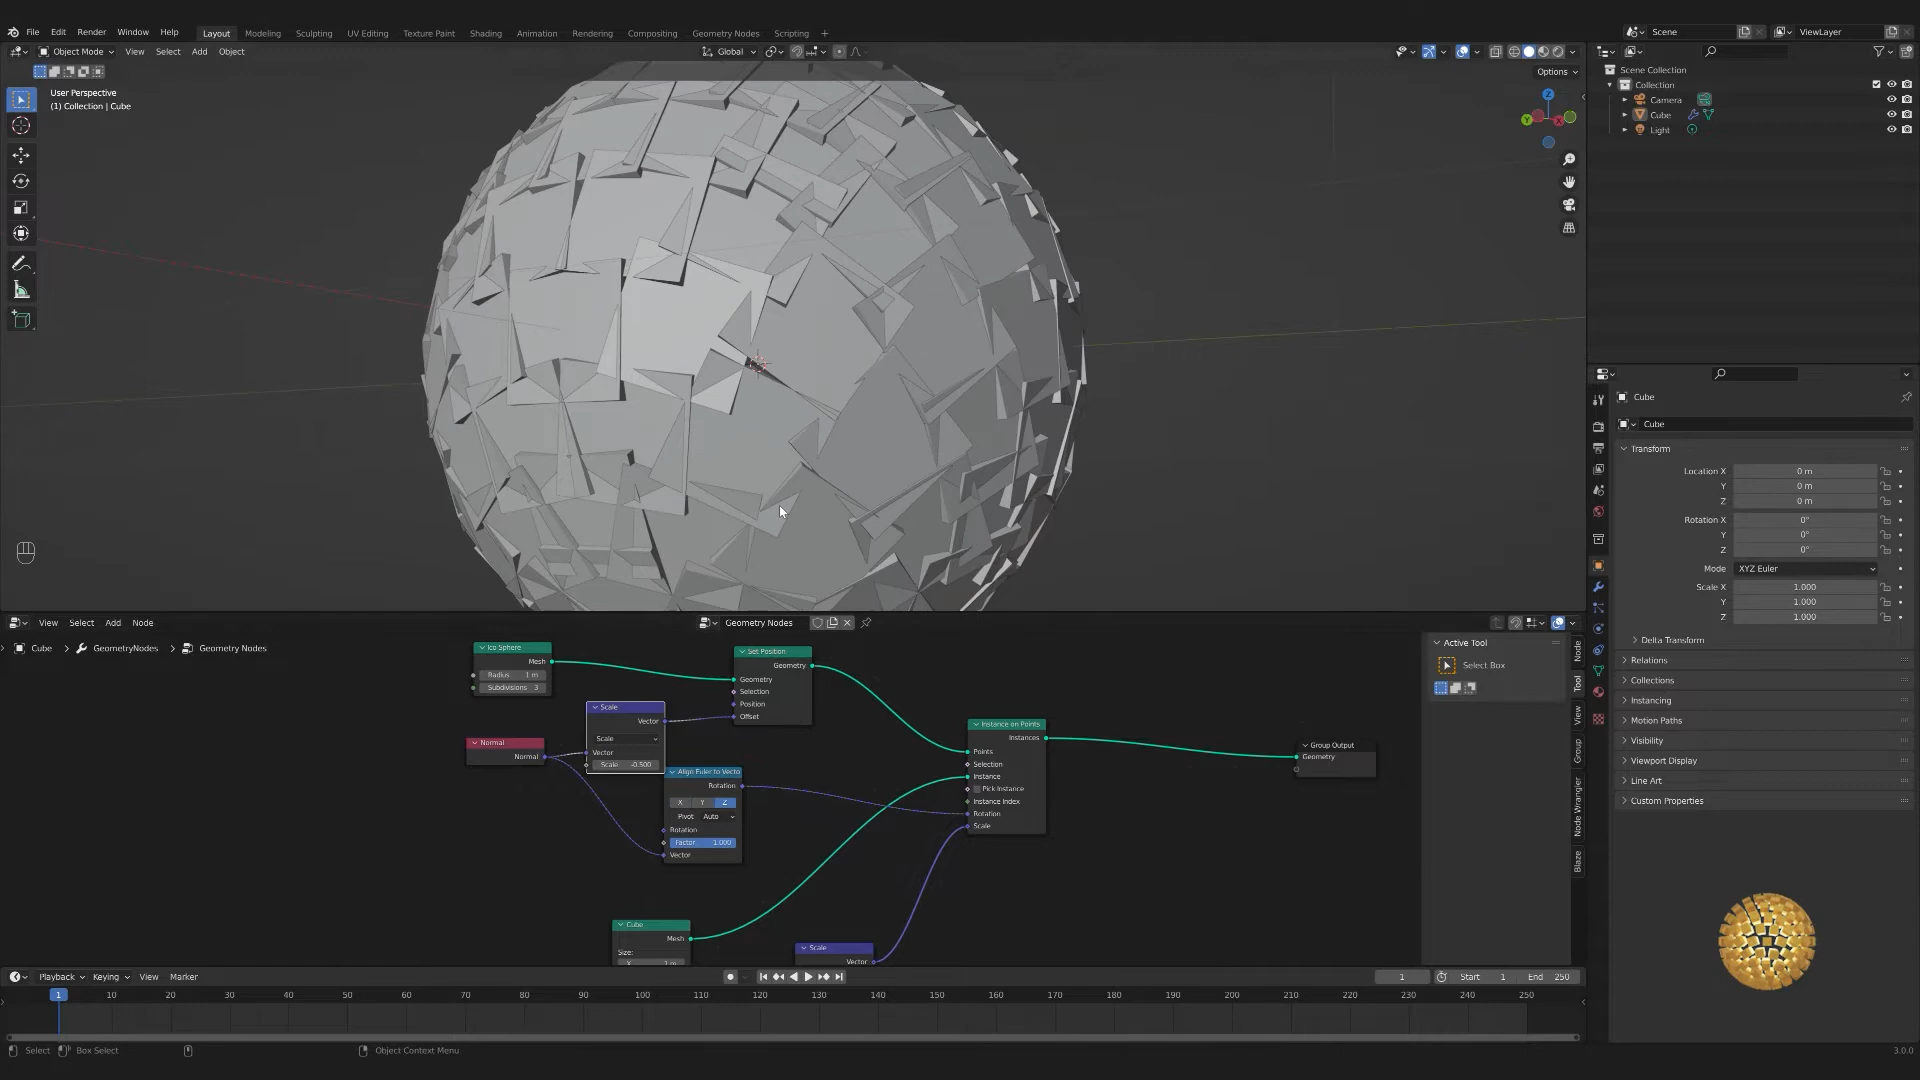 File Edit Render Window Help Layout Modeling Sculpting UV Editing Texture Paint Shading Animation Rendering Compositing Geometry Nodes Scripting + Scene ViewLayer
Object Mode View Select Add Object Global
Options
User Perspective
(1) Collection | Cube
Scene Collection
Collection
Camera
Cube
Light
Z
Y
X
Cube
Cube
Transform
Location X 0 m
Y 0 m
Z 0 m
Rotation X 0°
Y 0°
Z 0°
Mode XYZ Euler
Scale X 1.000
Y 1.000
Z 1.000
Delta Transform
Relations
Collections
Instancing
Motion Paths
Visibility
Viewport Display
Line Art
Custom Properties
View Select Add Node Geometry Nodes
Cube > GeometryNodes > Geometry Nodes
Ico Sphere
Mesh
Radius 1 m
Subdivisions 3
Normal
Normal
Scale
Vector
Scale
Vector
Scale -0.500
Set Position
Geometry
Geometry
Selection
Position
Offset
Align Euler to Vecto
Rotation
X Y Z
Pivot Auto
Rotation
Factor 1.000
Vector
Instance on Points
Instances
Points
Selection
Instance
Pick Instance
Instance Index
Rotation
Scale
Group Output
Geometry
Cube
Mesh
Size:
X 1 m
Scale
Vector
Active Tool
Select Box
Node
Tool
View
Group
Node Wrangler
Blaze
Playback Keying View Marker 1 Start 1 End 250
1 10 20 30 40 50 60 70 80 90 100 110 120 130 140 150 160 170 180 190 200 210 220 230 240 250
Select Box Select Object Context Menu 3.0.0